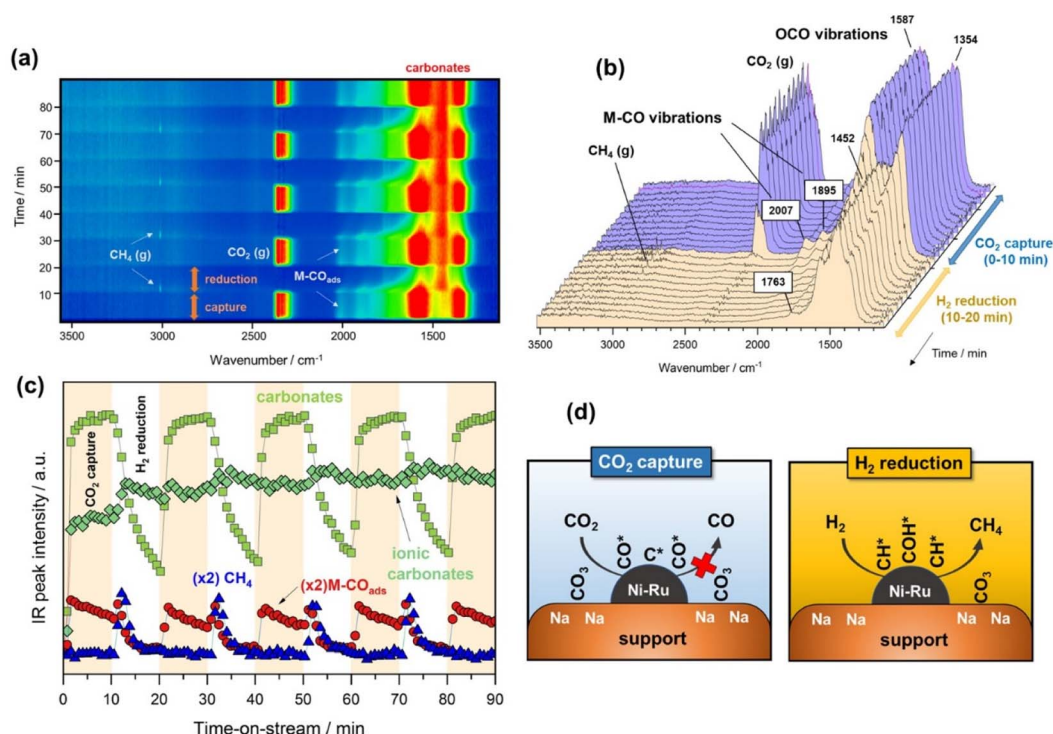 (a)
carbonates
Time / min
80
70
60
50
40
30
20
10
CH4 (g)
CO2 (g)
M-COads
reduction
capture
3500 3000 2500 2000 1500
Wavenumber / cm-1
(b)
OCO vibrations
1587
1354
CO2 (g)
M-CO vibrations
CH4 (g)
1452
1895
2007
1763
CO2 capture
(0-10 min)
H2 reduction
(10-20 min)
Time / min
3500 3000 2500 2000 1500
Wavenumber / cm-1
(c)
IR peak intensity / a.u.
carbonates
CO2 capture
H2 reduction
ionic
carbonates
(x2) CH4
(x2)M-COads
0 10 20 30 40 50 60 70 80 90
Time-on-stream / min
(d)
CO2 capture
CO2
CO
CO*
C*
CO*
CO3
CO3
Ni-Ru
Na Na Na Na
support
H2 reduction
H2
CH4
CH*
COH*
CH*
CO3
Ni-Ru
Na Na Na Na
support